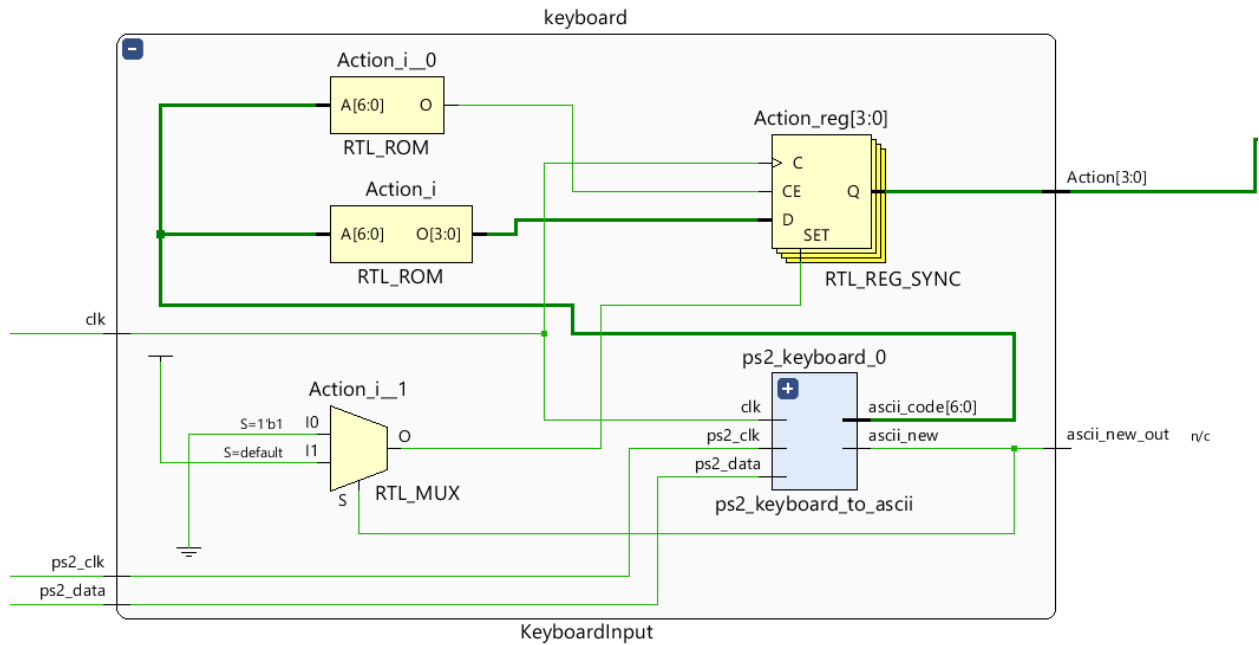 keyboard
Action_i__0
A[6:0] O
RTL_ROM
Action_i
A[6:0] O[3:0]
RTL_ROM
Action_reg[3:0]
C
CE Q
D
SET
RTL_REG_SYNC
Action[3:0]
clk
Action_i__1
S=1'b1 I0
S=default I1
O
S
RTL_MUX
ps2_keyboard_0
clk ascii_code[6:0]
ps2_clk ascii_new
ps2_data
ps2_keyboard_to_ascii
ascii_new_out n/c
ps2_clk
ps2_data
KeyboardInput